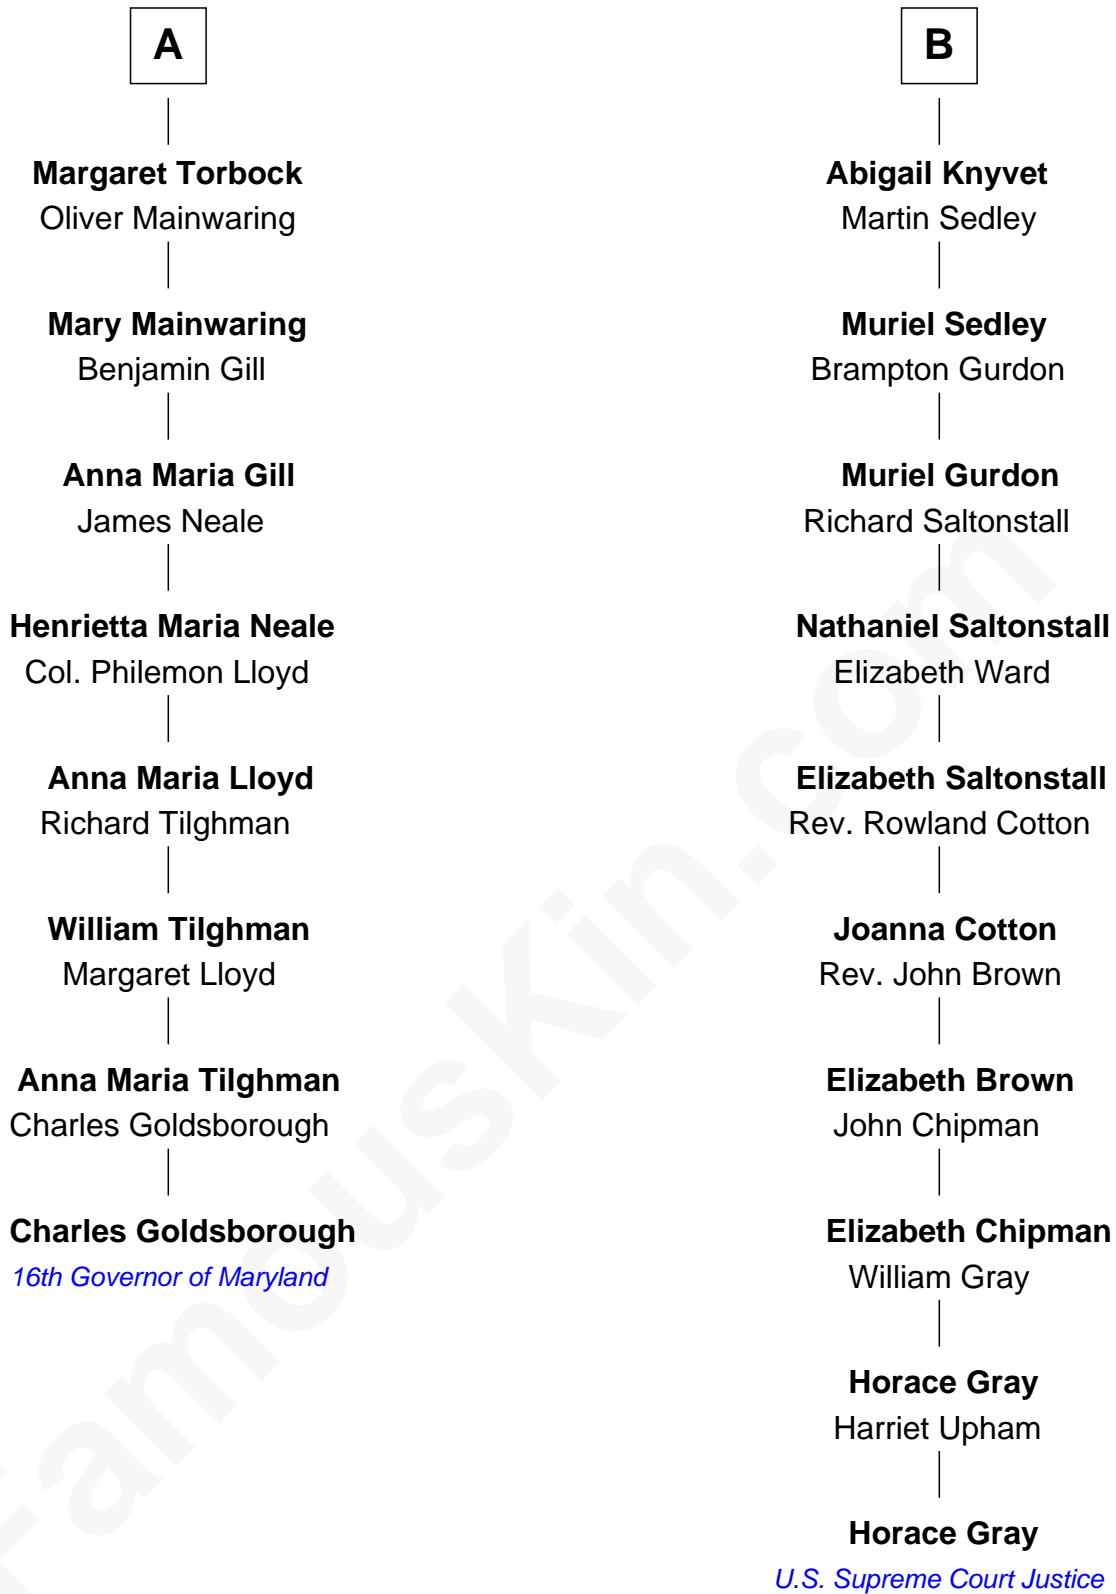 A
Margaret Torbock
Oliver Mainwaring
Mary Mainwaring
Benjamin Gill
Anna Maria Gill
James Neale
Henrietta Maria Neale
Col. Philemon Lloyd
Anna Maria Lloyd
Richard Tilghman
William Tilghman
Margaret Lloyd
Anna Maria Tilghman
Charles Goldsborough
Charles Goldsborough
16th Governor of Maryland
B
Abigail Knyvet
Martin Sedley
Muriel Sedley
Brampton Gurdon
Muriel Gurdon
Richard Saltonstall
Nathaniel Saltonstall
Elizabeth Ward
Elizabeth Saltonstall
Rev. Rowland Cotton
Joanna Cotton
Rev. John Brown
Elizabeth Brown
John Chipman
Elizabeth Chipman
William Gray
Horace Gray
Harriet Upham
Horace Gray
U.S. Supreme Court Justice
FamousKin.com